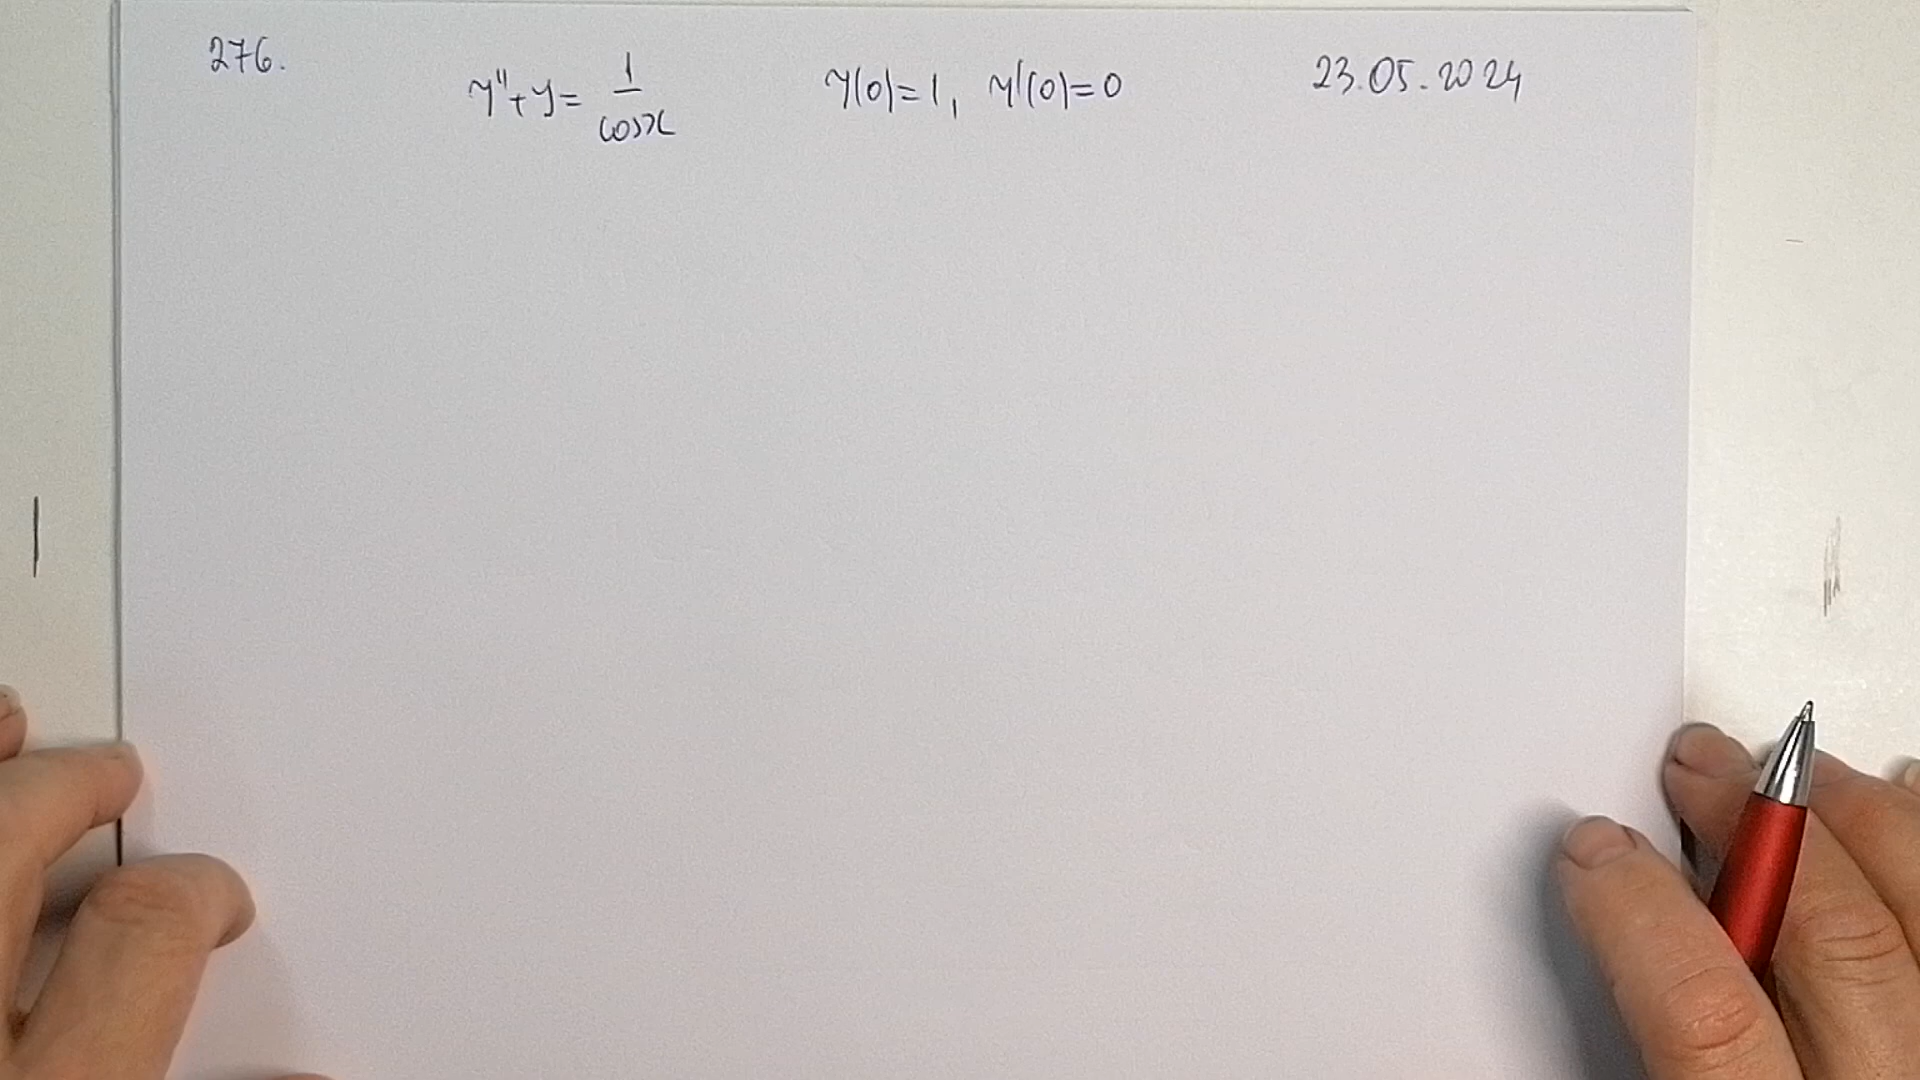 276. y''+y= 1/cosx y(0)=1, y'(0)=0 23.05.2024